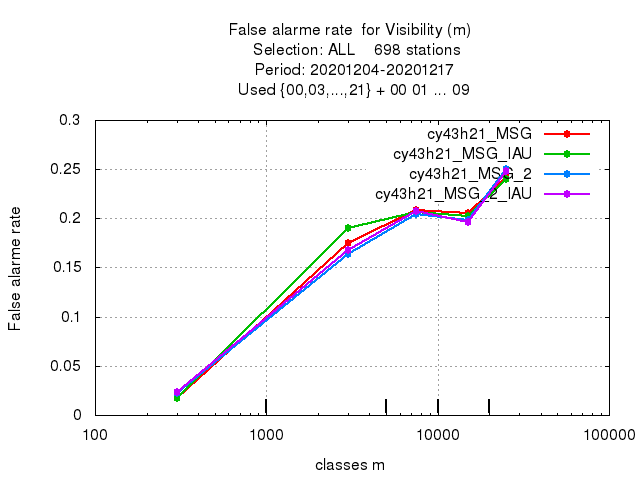 False alarme rate  for Visibility (m)
Selection: ALL    698 stations
Period: 20201204-20201217
Used {00,03,...,21} + 00 01 ... 09
0.3
0.25
0.2
0.15
0.1
0.05
0
False alarme rate
cy43h21_MSG
cy43h21_MSG_IAU
cy43h21_MSG_2
cy43h21_MSG_2_IAU
100
1000
10000
100000
classes m